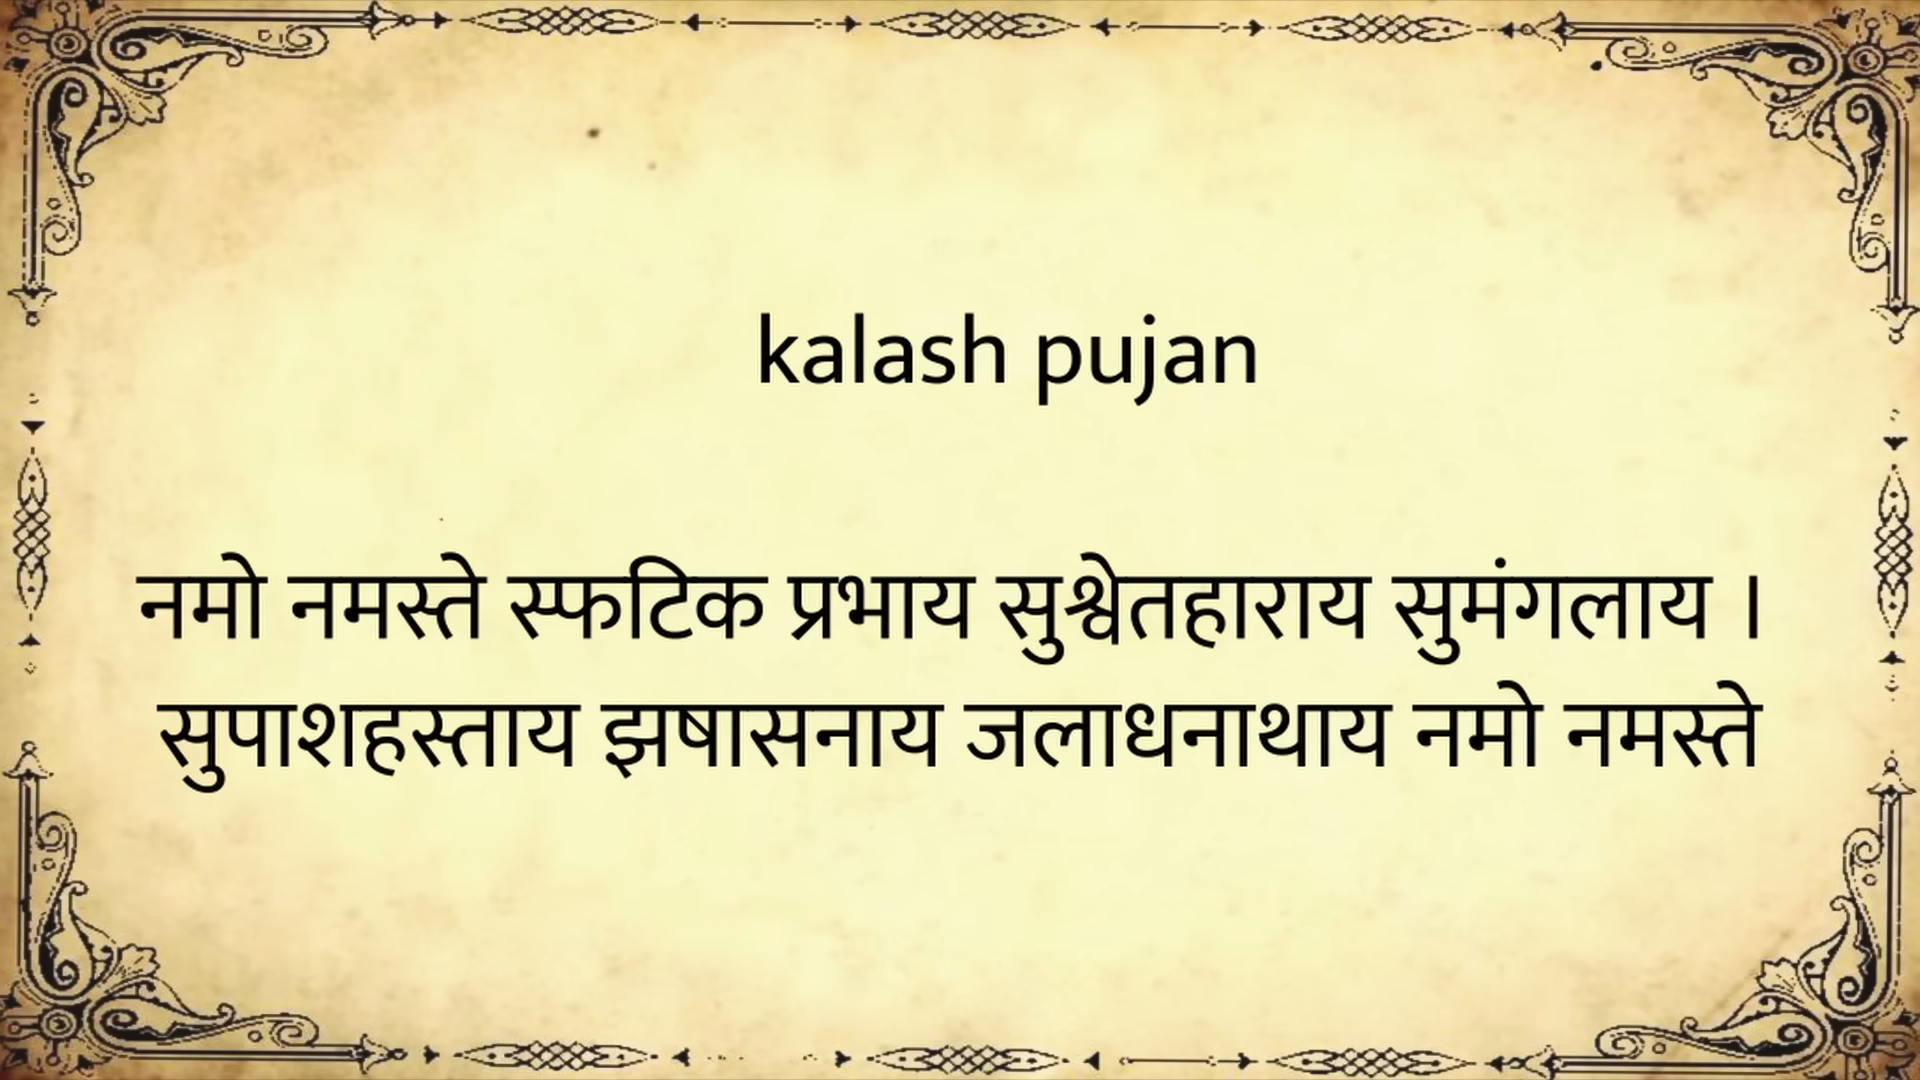 kalash pujan
नमो नमस्ते स्फटिक प्रभाय सुश्वेतहाराय सुमंगलाय ।
सुपाशहस्ताय झषासनाय जलाधनाथाय नमो नमस्ते